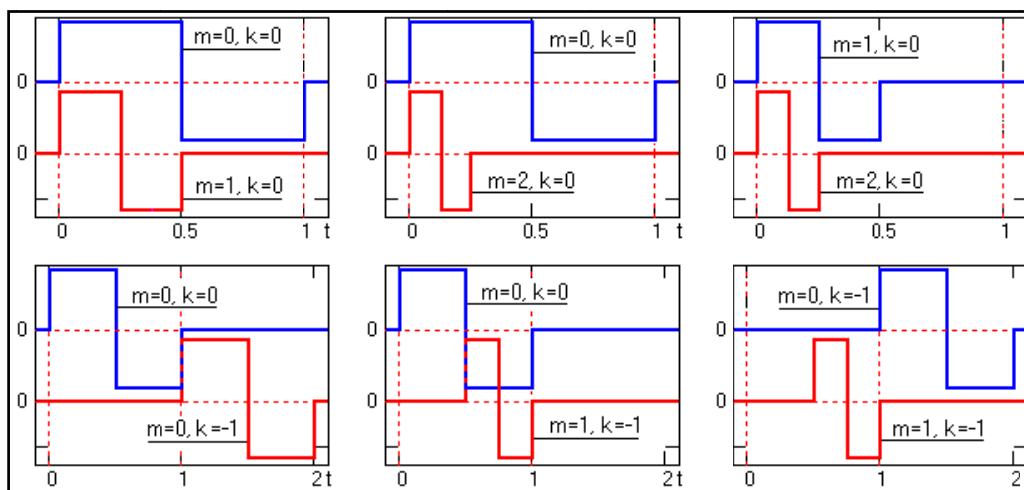 m=0, k=0
0
0
m=1, k=0
0 0.5 1 t
m=0, k=0
0
0
m=2, k=0
0 0.5 1 t
m=1, k=0
0
0
m=2, k=0
0 0.5 1
m=0, k=0
0
0
m=0, k=-1
0 1 2 t
m=0, k=0
0
0
m=1, k=-1
0 1 2 t
m=0, k=-1
0
0
m=1, k=-1
0 1 2